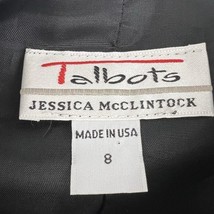 Talbots
JESSICA McCLINTOCK
MADE IN USA
8